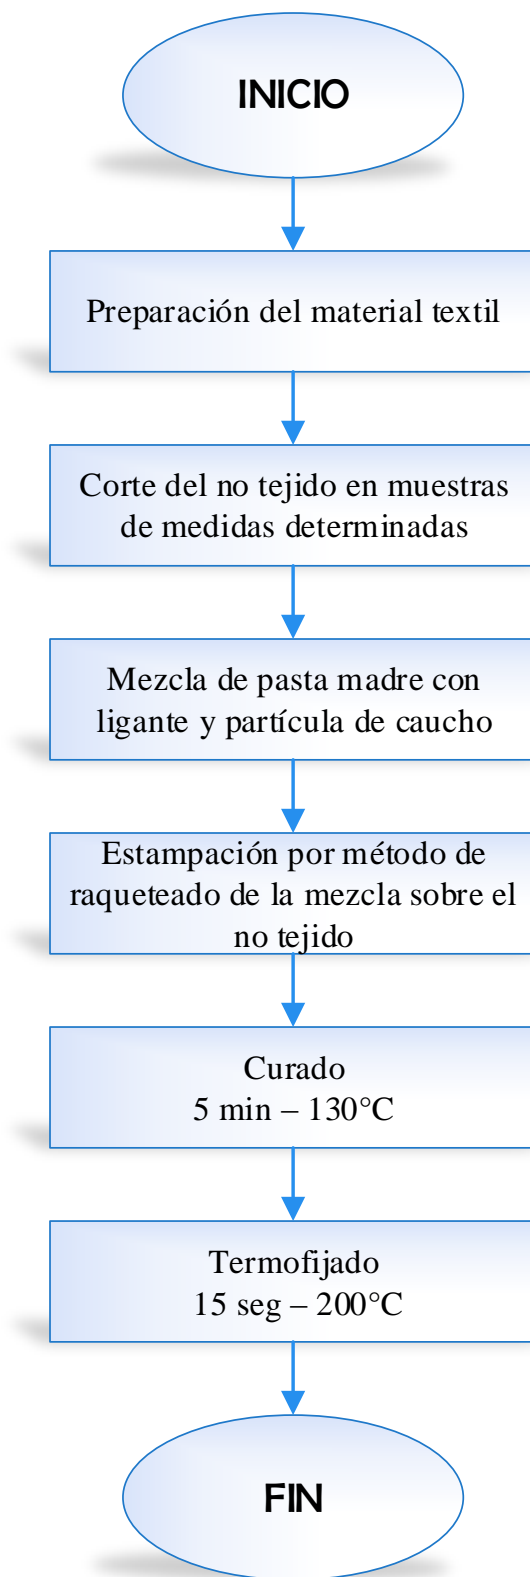 INICIO
Preparación del material textil
Corte del no tejido en muestras
de medidas determinadas
Mezcla de pasta madre con
ligante y partícula de caucho
Estampación por método de
raqueteado de la mezcla sobre el
no tejido
Curado
5 min – 130°C
Termofijado
15 seg – 200°C
FIN